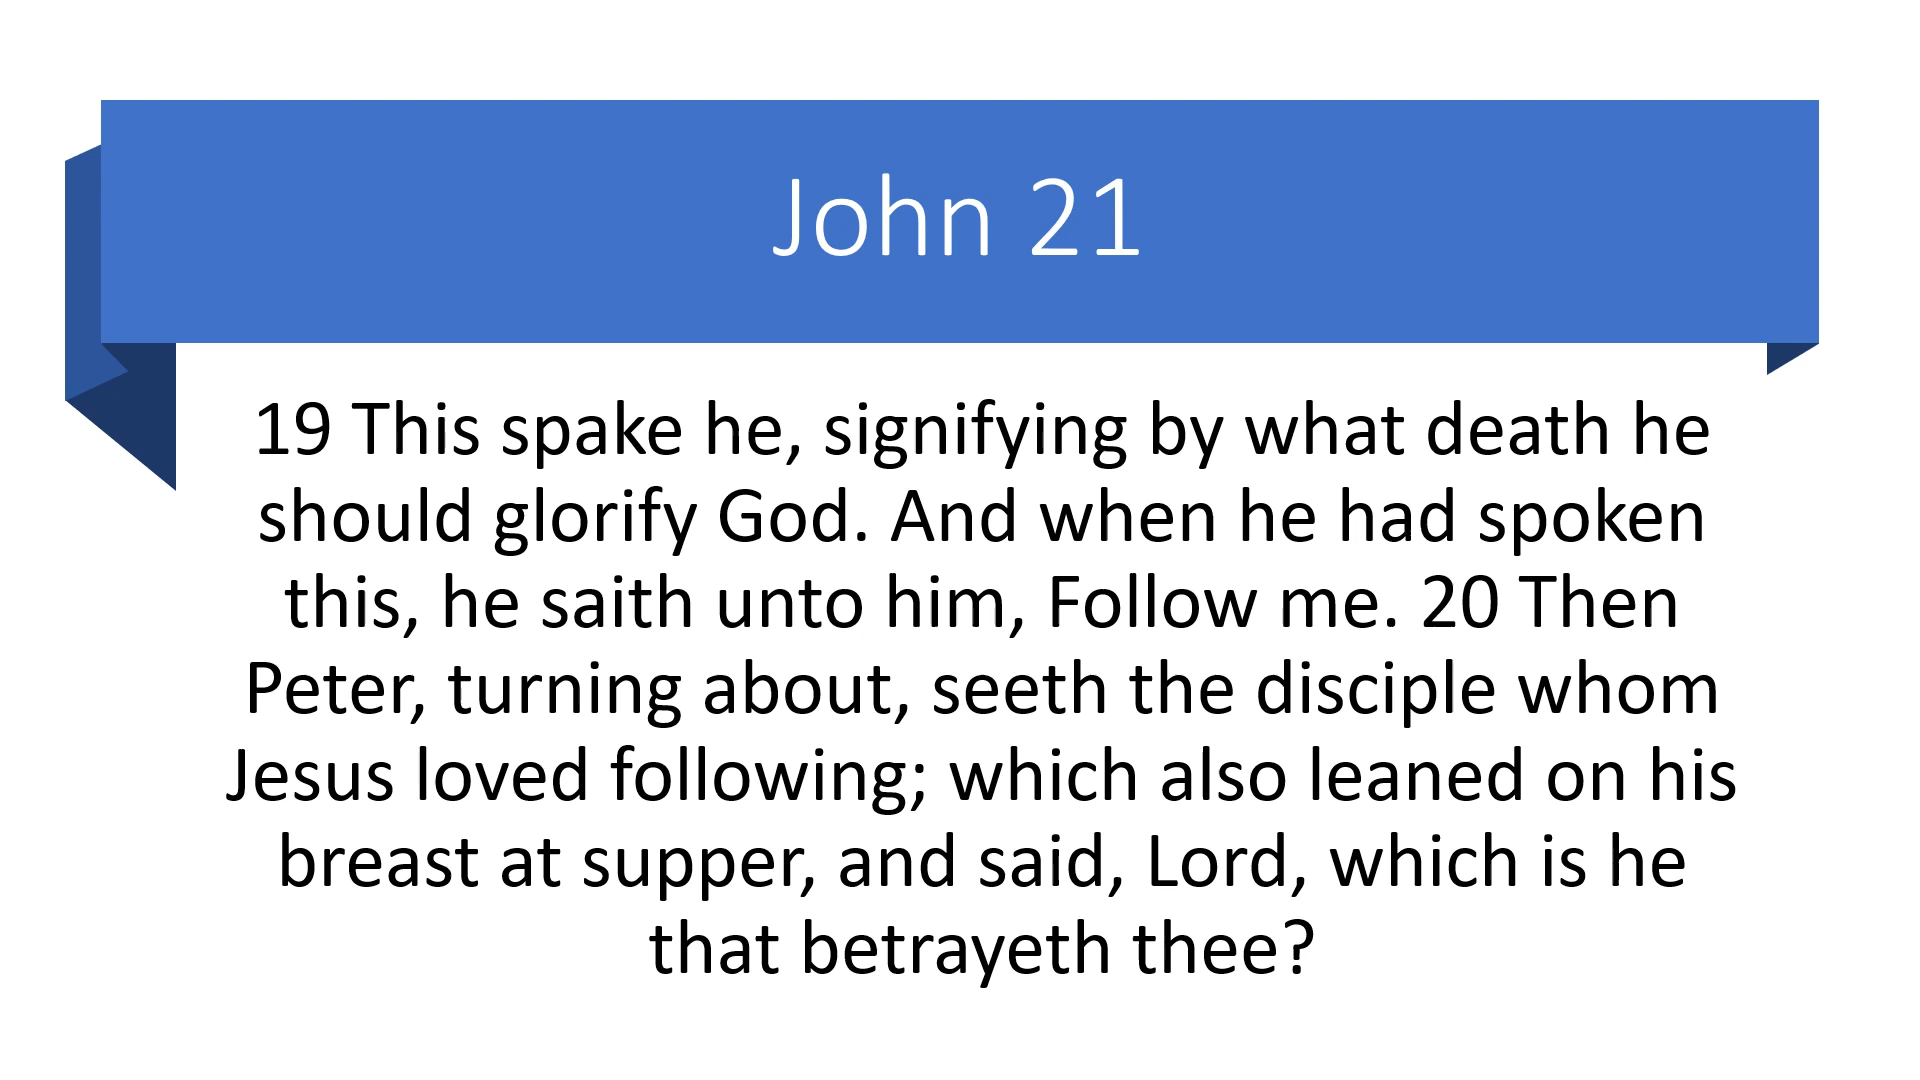 John 21
19 This spake he, signifying by what death he
should glorify God. And when he had spoken
this, he saith unto him, Follow me. 20 Then
Peter, turning about, seeth the disciple whom
Jesus loved following; which also leaned on his
breast at supper, and said, Lord, which is he
that betrayeth thee?